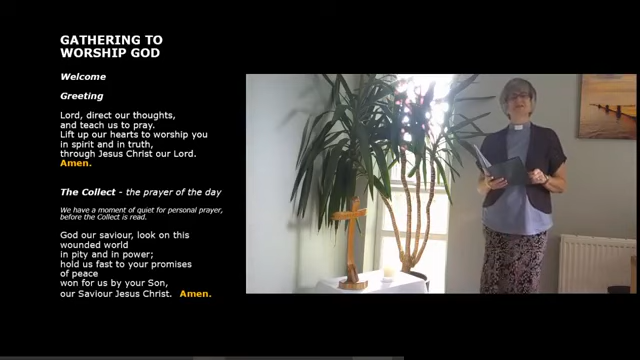 GATHERING TO
WORSHIP GOD
Welcome
Greeting
Lord, direct our thoughts,
and teach us to pray.
Lift up our hearts to worship you
in spirit and in truth,
through Jesus Christ our Lord.
Amen.
The Collect - the prayer of the day
We have a moment of quiet for personal prayer,
before the Collect is read.
God our saviour, look on this
wounded world
in pity and in power;
hold us fast to your promises
of peace
won for us by your Son,
our Saviour Jesus Christ. Amen.